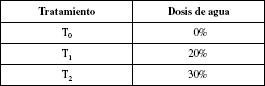 Tratamiento Dosis de agua
T₀ 0%
T₁ 20%
T₂ 30%